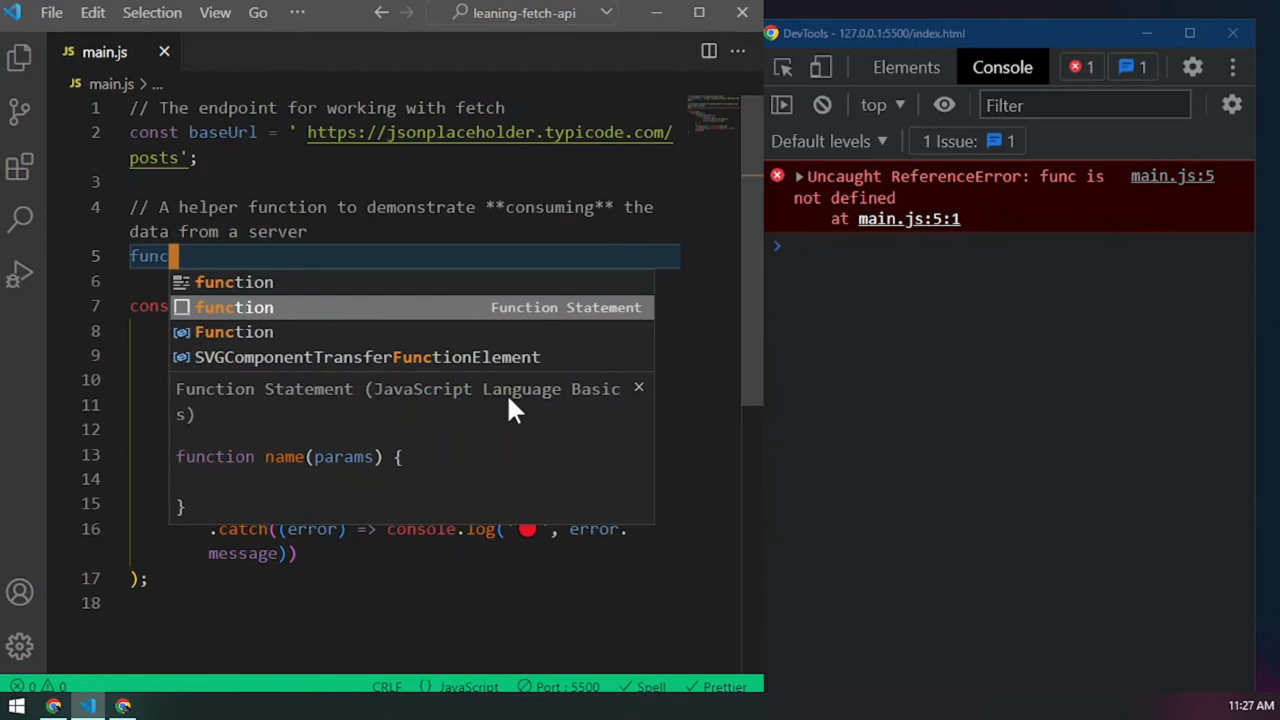 File Edit Selection View Go ··· leaning-fetch-api
main.js
main.js > ...
1 // The endpoint for working with fetch
2 const baseUrl = ' https://jsonplaceholder.typicode.com/
posts';
3
4 // A helper function to demonstrate **consuming** the
data from a server
5 func
6 function
7 cons function Function Statement
8 Function
9 SVGComponentTransferFunctionElement
10 Function Statement (JavaScript Language Basic
11 s)
12
13 function name(params) {
14
15 }
16 .catch((error) => console.log("🔴", error.
message))
17 );
18
0 0 CRLF {} JavaScript Port : 5500 Spell Prettier
DevTools - 127.0.0.1:5500/index.html
Elements Console 1 1
top Filter
Default levels 1 Issue: 1
Uncaught ReferenceError: func is main.js:5
not defined
at main.js:5:1
11:27 AM